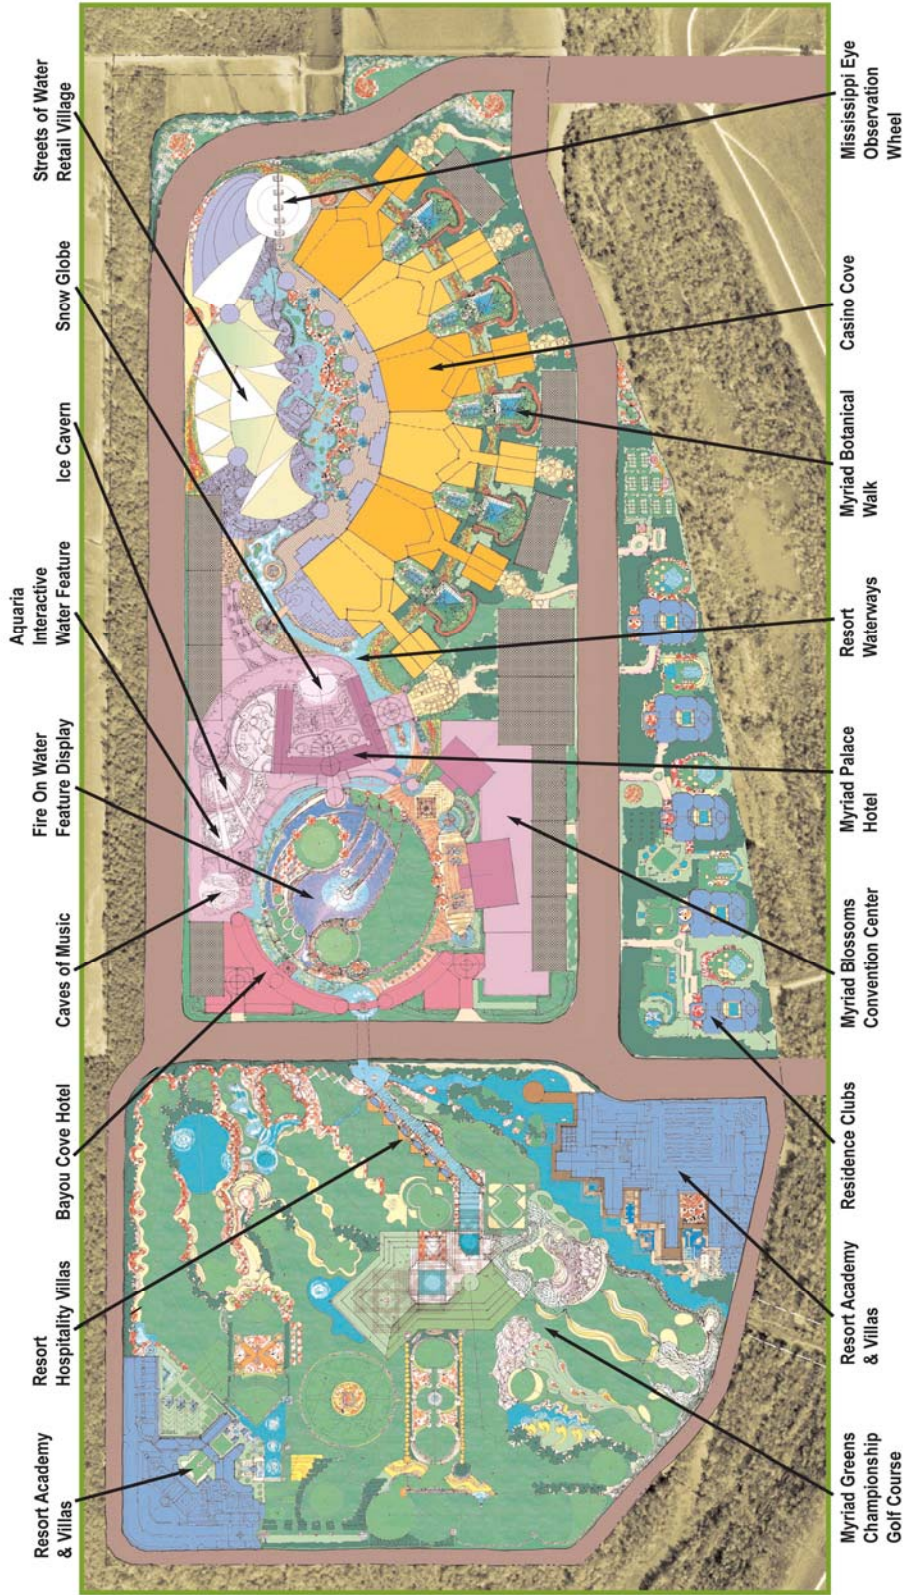 Resort Academy
& Villas
Resort
Hospitality Villas
Bayou Cove Hotel
Caves of Music
Fire On Water
Feature Display
Aquaria
Interactive
Water Feature
Ice Cavern
Snow Globe
Streets of Water
Retail Village
Myriad Greens
Championship
Golf Course
Resort Academy
& Villas
Residence Clubs
Myriad Blossoms
Convention Center
Myriad Palace
Hotel
Resort
Waterways
Myriad Botanical
Walk
Casino Cove
Mississippi Eye
Observation
Wheel